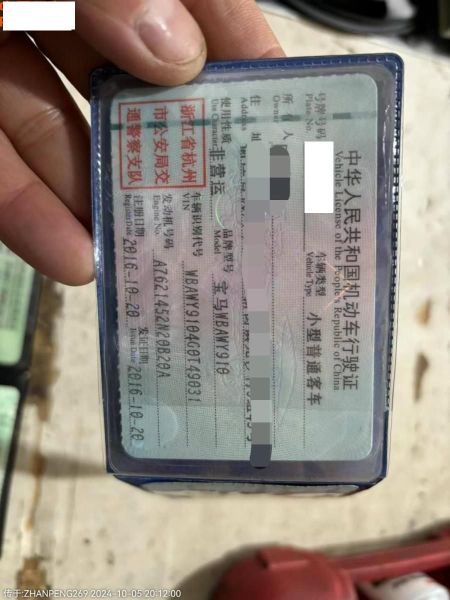 中华人民共和国机动车行驶证
Vehicle License of the People's Republic of China
号牌号码 车辆类型 小型普通客车
Plate No. Vehicle Type
所有人
Owner
住址
Address
使用性质 非营运 品牌型号 宝马WBAWY910
Use Character Model
浙江省杭州
市公安局交
通警察支队
车辆识别代号 WBAWY9104G0T49031
VIN
发动机号码 A7621452N20B20A
Engine No.
注册日期 2016-10-20 发证日期 2016-10-20
Register Date Issue Date
传于:ZHANPENG269 2024-10-05 20:12:00